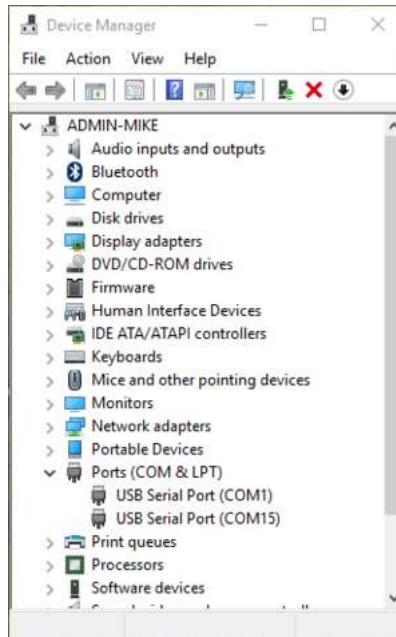 Device Manager
File Action View Help
ADMIN-MIKE
Audio inputs and outputs
Bluetooth
Computer
Disk drives
Display adapters
DVD/CD-ROM drives
Firmware
Human Interface Devices
IDE ATA/ATAPI controllers
Keyboards
Mice and other pointing devices
Monitors
Network adapters
Portable Devices
Ports (COM & LPT)
USB Serial Port (COM1)
USB Serial Port (COM15)
Print queues
Processors
Software devices